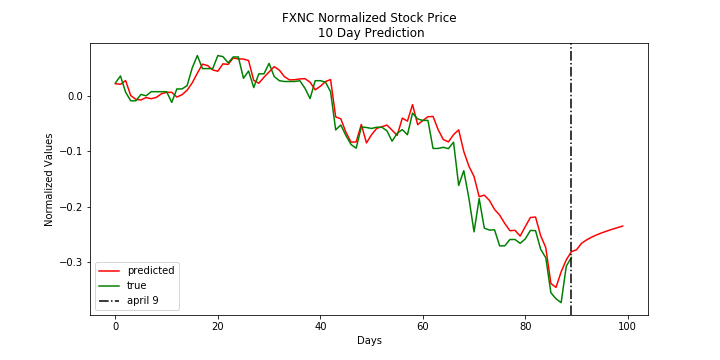 FXNC Normalized Stock Price
10 Day Prediction
Normalized Values
0.0
−0.1
−0.2
−0.3
predicted
true
april 9
0
20
40
60
80
100
Days